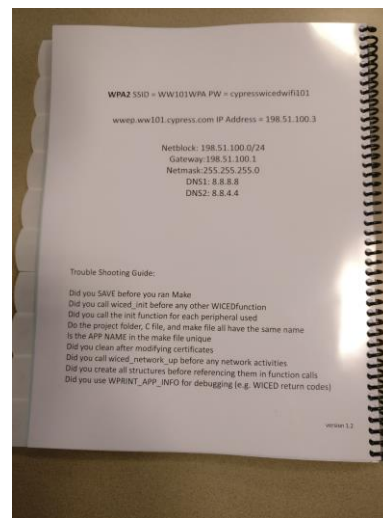 WPA2 SSID = WW101WPA PW = cypresswicedwifi101
wwep.ww101.cypress.com IP Address = 198.51.100.3
Netblock: 198.51.100.0/24
Gateway:198.51.100.1
Netmask:255.255.255.0
DNS1: 8.8.8.8
DNS2: 8.8.4.4
Trouble Shooting Guide:
Did you SAVE before you ran Make
Did you call wiced_init before any other WICEDfunction
Did you call the init function for each peripheral used
Do the project folder, C file, and make file all have the same name
Is the APP NAME in the make file unique
Did you clean after modifying certificates
Did you call wiced_network_up before any network activities
Did you create all structures before referencing them in function calls
Did you use WPRINT_APP_INFO for debugging (e.g. WICED return codes)
version 1.2